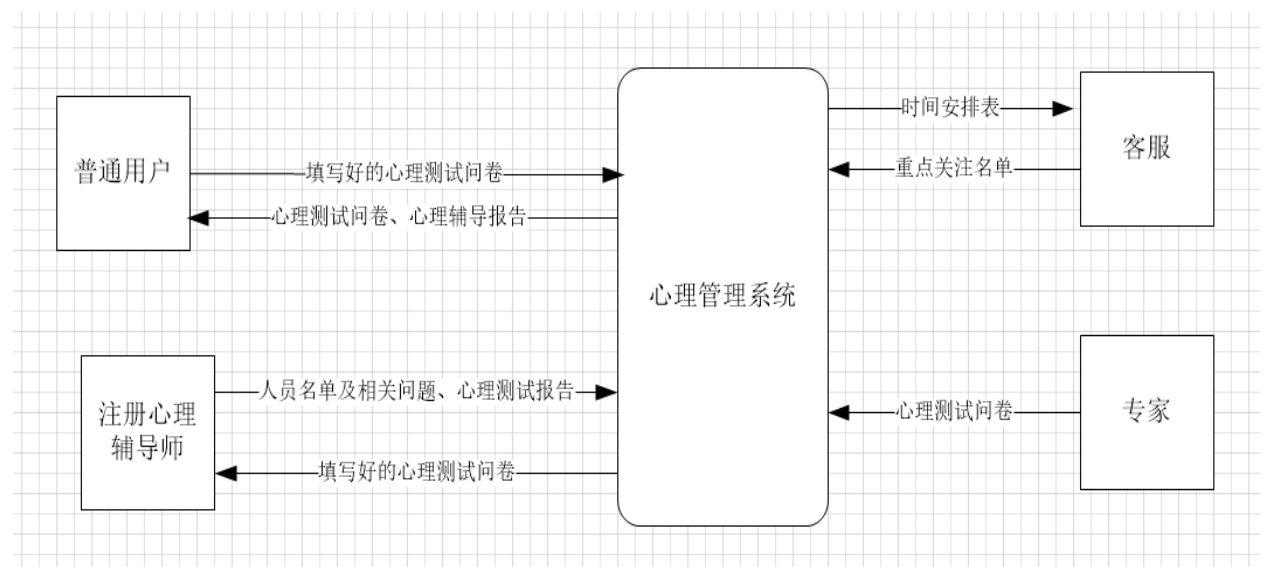 时间安排表
客服
普通用户
填写好的心理测试问卷
重点关注名单
心理测试问卷、心理辅导报告
心理管理系统
人员名单及相关问题、心理测试报告
注册心理
辅导师
心理测试问卷
专家
填写好的心理测试问卷